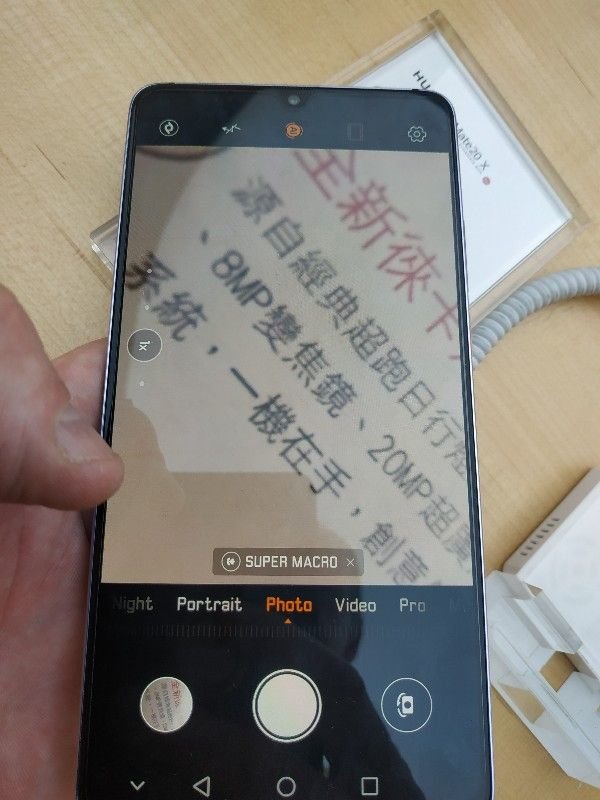 Mate20 X
全新徠卡
源自經典超跑日行
、8MP變焦鏡、20MP超
系統，一機在手，創意
1x
SUPER MACRO ×
Night Portrait Photo Video Pro